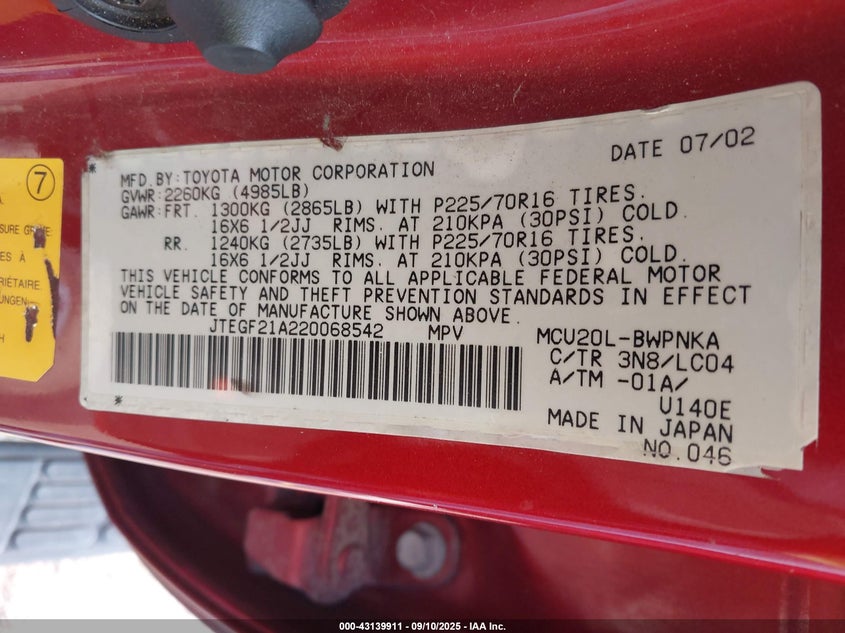 DATE 07/02
MFD.BY:TOYOTA MOTOR CORPORATION
GVWR:2260KG (4985LB)
GAWR:FRT. 1300KG (2865LB) WITH P225/70R16 TIRES.
16X6 1/2JJ RIMS. AT 210KPA (30PSI) COLD.
RR. 1240KG (2735LB) WITH P225/70R16 TIRES.
16X6 1/2JJ RIMS. AT 210KPA (30PSI) COLD.
THIS VEHICLE CONFORMS TO ALL APPLICABLE FEDERAL MOTOR
VEHICLE SAFETY AND THEFT PREVENTION STANDARDS IN EFFECT
ON THE DATE OF MANUFACTURE SHOWN ABOVE.
JTEGF21A220068542 MPV MCU20L-BWPNKA
C/TR 3N8/LC04
A/TM -01A/
U140E
MADE IN JAPAN
NO.046
7
SURE
ES À
PRIÉTAIRE
UNGEN:
000-43139911 - 09/10/2025 - IAA Inc.